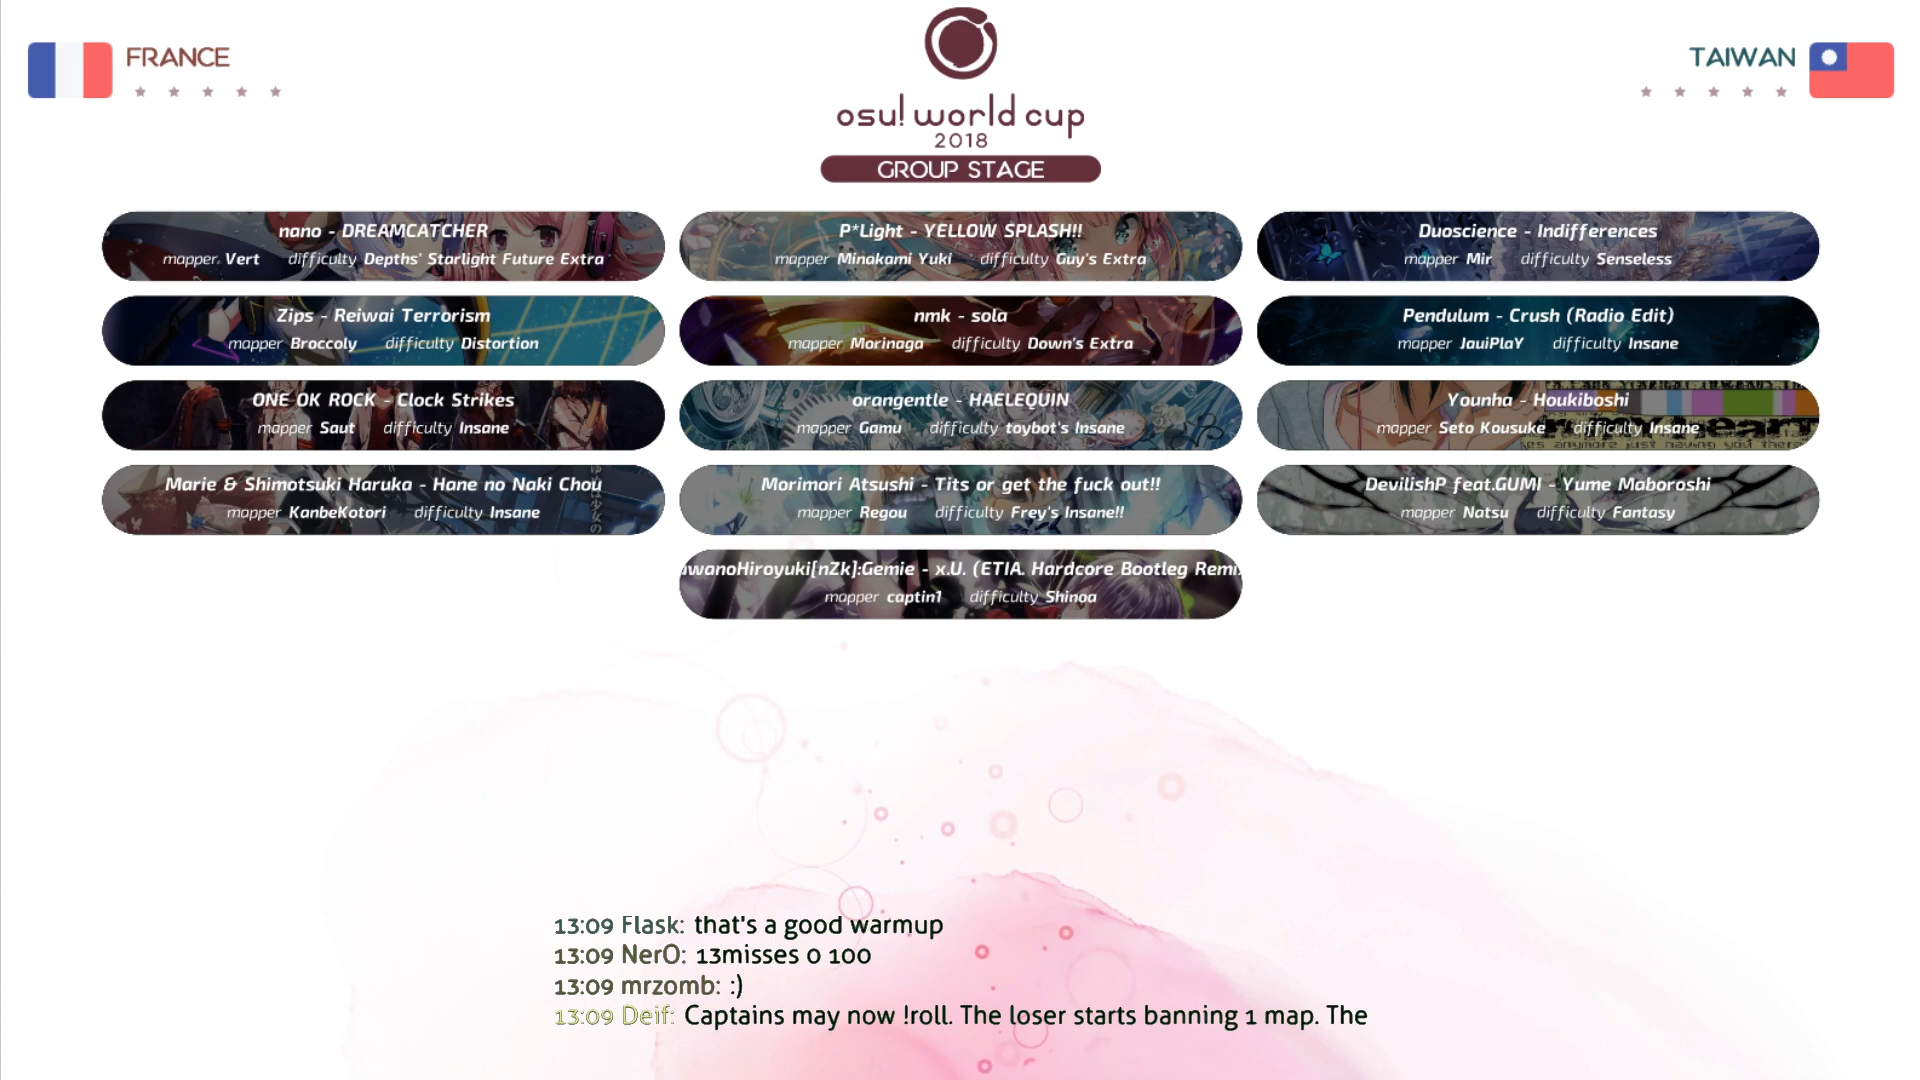 FRANCE
TAIWAN
osu! world cup
2018
GROUP STAGE
nano - DREAMCATCHER
mapper Vert difficulty Depths' Starlight Future Extra
P*Light - YELLOW SPLASH!!
mapper Minakami Yuki difficulty Guy's Extra
Duoscience - Indifferences
mapper Mir difficulty Senseless
Zips - Reiwai Terrorism
mapper Broccoly difficulty Distortion
nmk - sola
mapper Morinaga difficulty Down's Extra
Pendulum - Crush (Radio Edit)
mapper JauiPlaY difficulty Insane
ONE OK ROCK - Clock Strikes
mapper Saut difficulty Insane
orangentle - HAELEQUIN
mapper Gamu difficulty toybot's Insane
Younha - Houkiboshi
mapper Seto Kousuke difficulty Insane
Marie & Shimotsuki Haruka - Hane no Naki Chou
mapper KanbeKotori difficulty Insane
Morimori Atsushi - Tits or get the fuck out!!
mapper Regou difficulty Frey's Insane!!
DevilishP feat.GUMI - Yume Maboroshi
mapper Natsu difficulty Fantasy
wanoHiroyuki[nZk]:Gemie - x.U. (ETIA. Hardcore Bootleg Remi
mapper captin1 difficulty Shinoa
13:09 Flask: that's a good warmup
13:09 NerO: 13misses 0 100
13:09 mrzomb: :)
13:09 Deif: Captains may now !roll. The loser starts banning 1 map. The